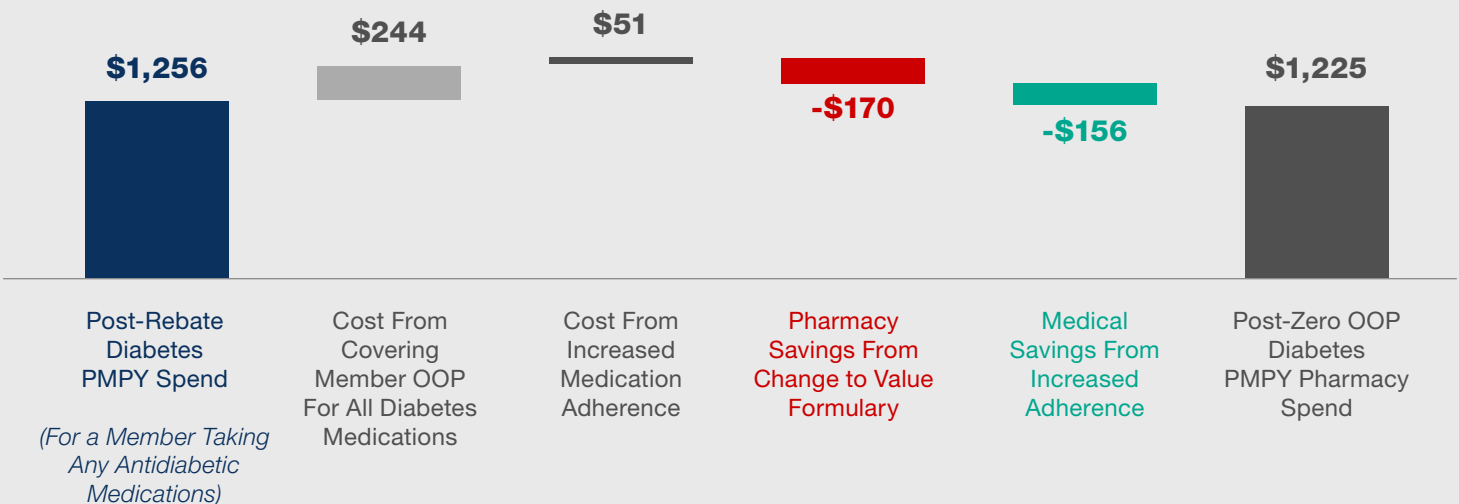 $1,256
$244
$51
-$170
-$156
$1,225
Post-Rebate
Diabetes
PMPY Spend
(For a Member Taking
Any Antidiabetic
Medications)
Cost From
Covering
Member OOP
For All Diabetes
Medications
Cost From
Increased
Medication
Adherence
Pharmacy
Savings From
Change to Value
Formulary
Medical
Savings From
Increased
Adherence
Post-Zero OOP
Diabetes
PMPY Pharmacy
Spend